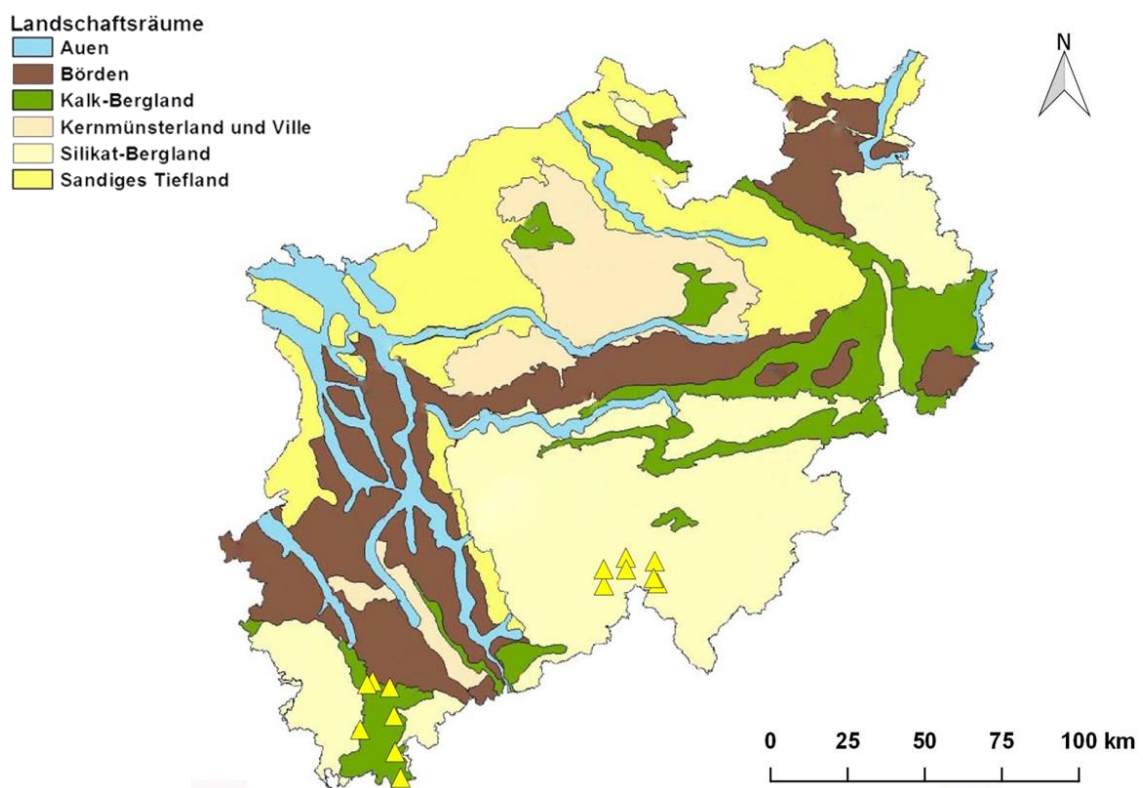 Landschaftsräume
Auen
Börden
Kalk-Bergland
Kernmünsterland und Ville
Silikat-Bergland
Sandiges Tiefland
N
0 25 50 75 100 km